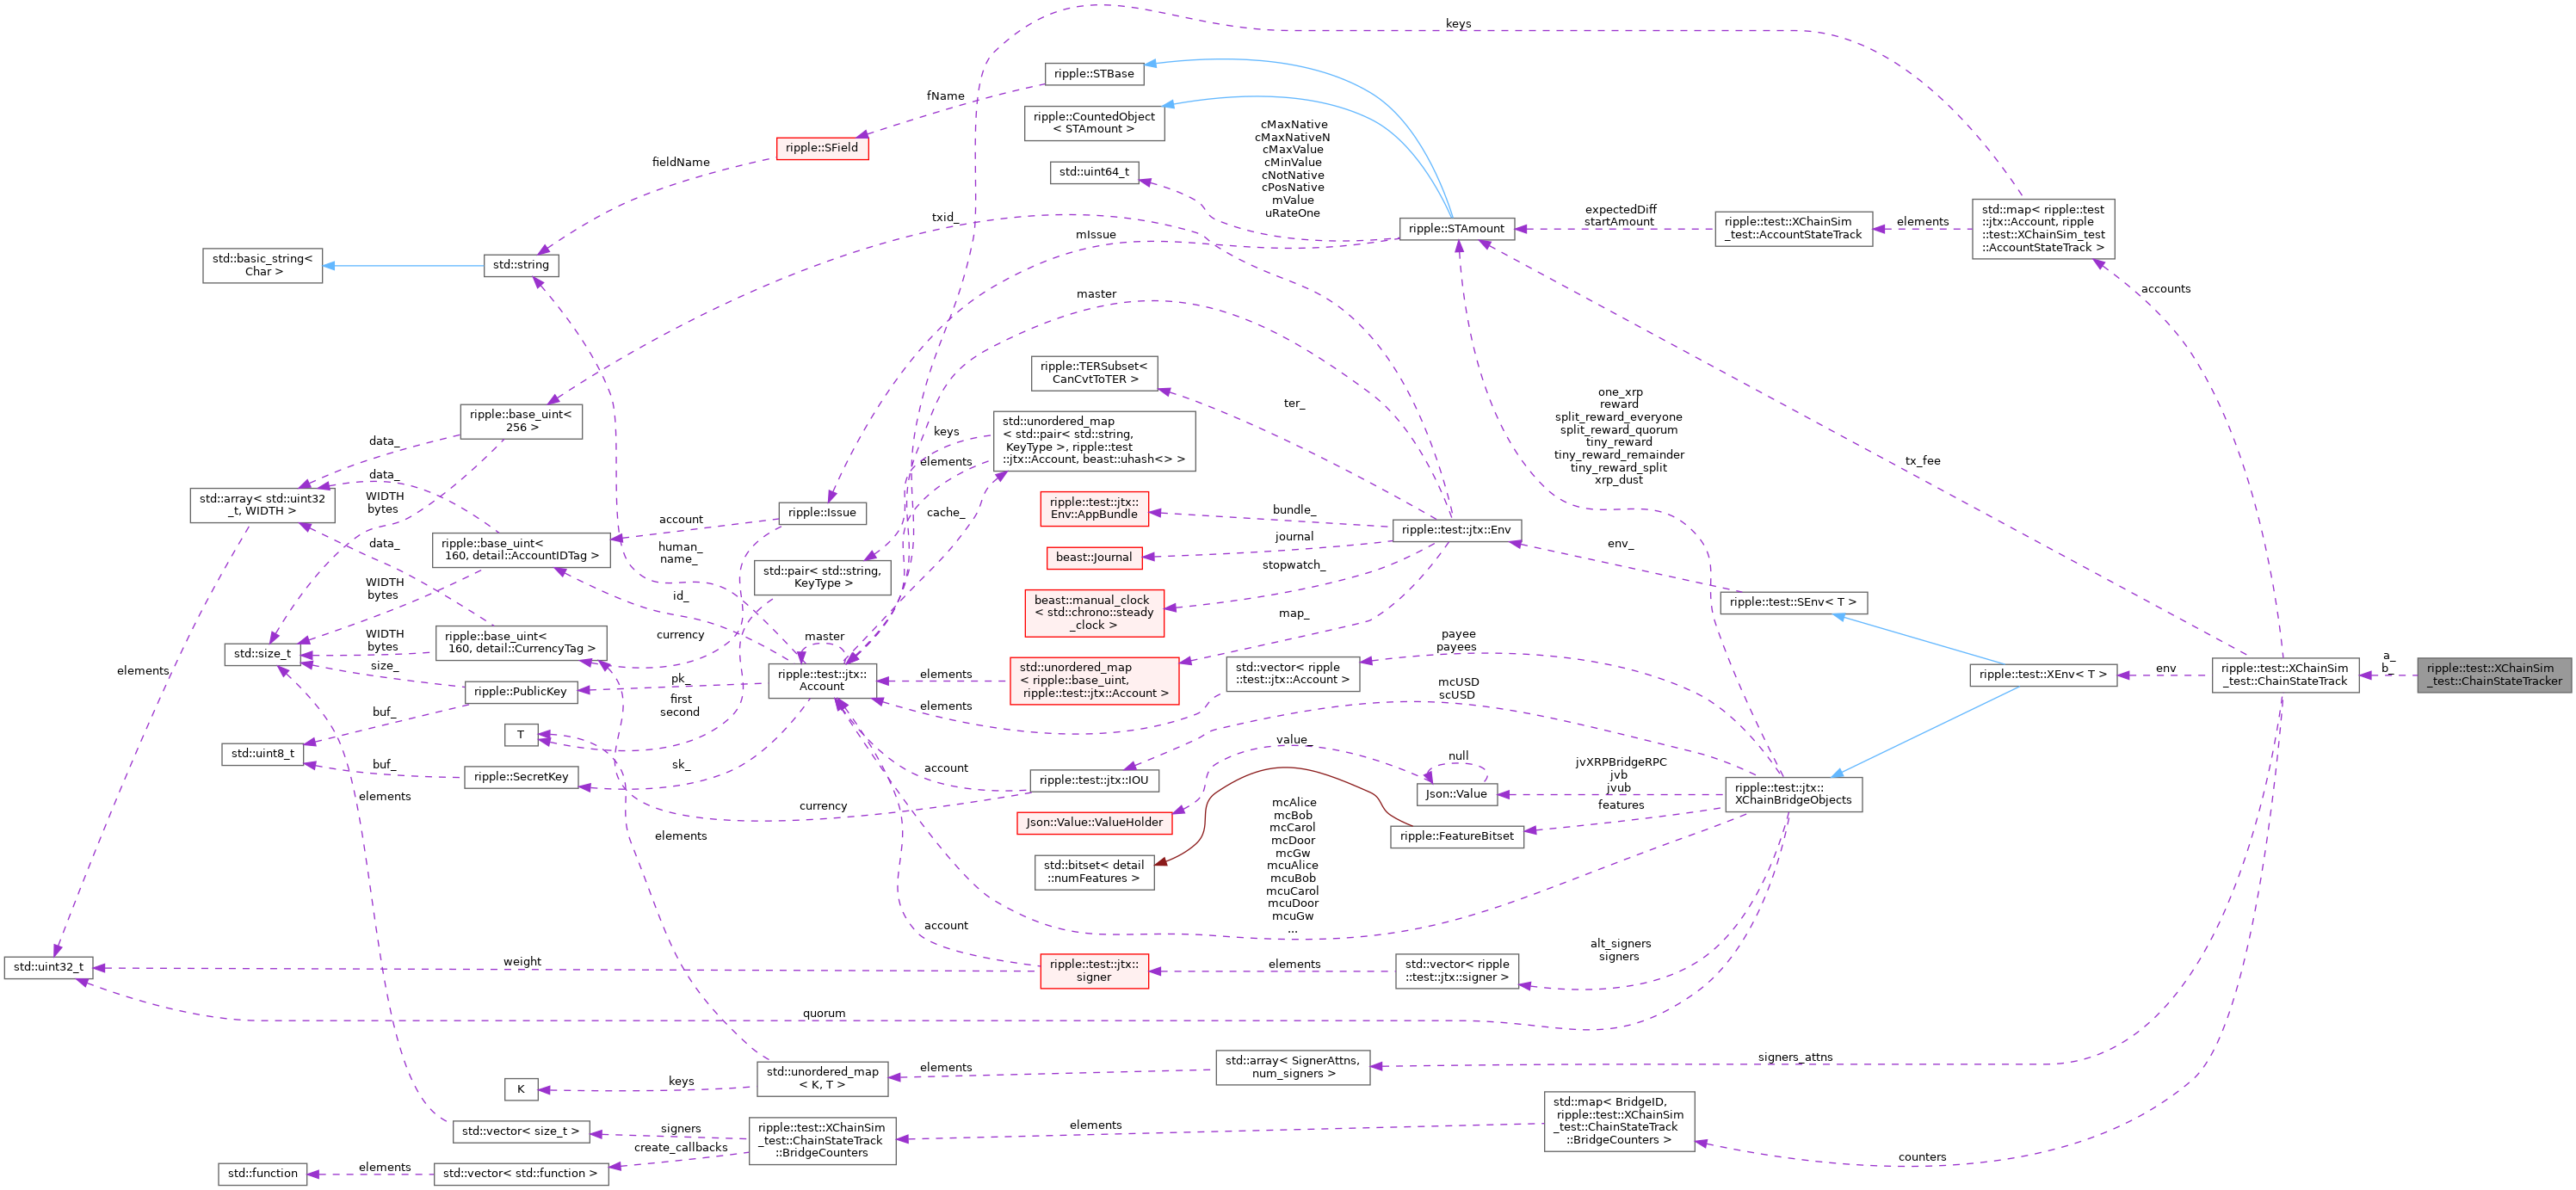 keys
ripple::STBase
fName
ripple::CountedObject
< STAmount >
cMaxNative
cMaxNativeN
cMaxValue
cMinValue
cNotNative
cPosNative
mValue
uRateOne
ripple::SField
fieldName
std::uint64_t
txid_
mIssue
expectedDiff
startAmount
elements
ripple::STAmount
ripple::test::XChainSim
_test::AccountStateTrack
std::map< ripple::test
::jtx::Account, ripple
::test::XChainSim_test
::AccountStateTrack >
std::basic_string<
Char >
std::string
accounts
master
ripple::TERSubset<
CanCvtToTER >
ter_
one_xrp
reward
split_reward_everyone
split_reward_quorum
tiny_reward
tiny_reward_remainder
tiny_reward_split
xrp_dust
tx_fee
ripple::base_uint<
256 >
data_
keys
elements
std::unordered_map
< std::pair< std::string,
KeyType >, ripple::test
::jtx::Account, beast::uhash<> >
data_
WIDTH
bytes
std::array< std::uint32
_t, WIDTH >
ripple::Issue
cache_
account
ripple::test::jtx::
Env::AppBundle
bundle_
ripple::test::jtx::Env
journal
env_
data_
ripple::base_uint<
160, detail::AccountIDTag >
human_
name_
beast::Journal
stopwatch_
std::pair< std::string,
KeyType >
WIDTH
bytes
id_
beast::manual_clock
< std::chrono::steady
_clock >
map_
ripple::test::SEnv< T >
WIDTH
bytes
ripple::base_uint<
160, detail::CurrencyTag >
currency
master
payee
payees
std::size_t
size_
elements
ripple::test::jtx::
Account
elements
std::unordered_map
< ripple::base_uint,
ripple::test::jtx::Account >
std::vector< ripple
::test::jtx::Account >
ripple::test::XEnv< T >
env
ripple::test::XChainSim
_test::ChainStateTrack
a_
b_
ripple::test::XChainSim
_test::ChainStateTracker
pk_
ripple::PublicKey
mcUSD
scUSD
first
second
elements
buf_
T
value_
null
std::uint8_t
buf_
ripple::SecretKey
sk_
account
ripple::test::jtx::IOU
jvXRPBridgeRPC
jvb
jvub
Json::Value
ripple::test::jtx::
XChainBridgeObjects
elements
currency
Json::Value::ValueHolder
mcAlice
mcBob
mcCarol
mcDoor
mcGw
mcuAlice
mcuBob
mcuCarol
mcuDoor
mcuGw
...
features
ripple::FeatureBitset
elements
std::bitset< detail
::numFeatures >
account
alt_signers
signers
std::uint32_t
weight
ripple::test::jtx::
signer
elements
std::vector< ripple
::test::jtx::signer >
quorum
signers_attns
std::unordered_map
< K, T >
elements
std::array< SignerAttns,
num_signers >
K
keys
std::map< BridgeID,
ripple::test::XChainSim
_test::ChainStateTrack
::BridgeCounters >
std::vector< size_t >
signers
ripple::test::XChainSim
_test::ChainStateTrack
::BridgeCounters
elements
create_callbacks
std::function
elements
std::vector< std::function >
counters